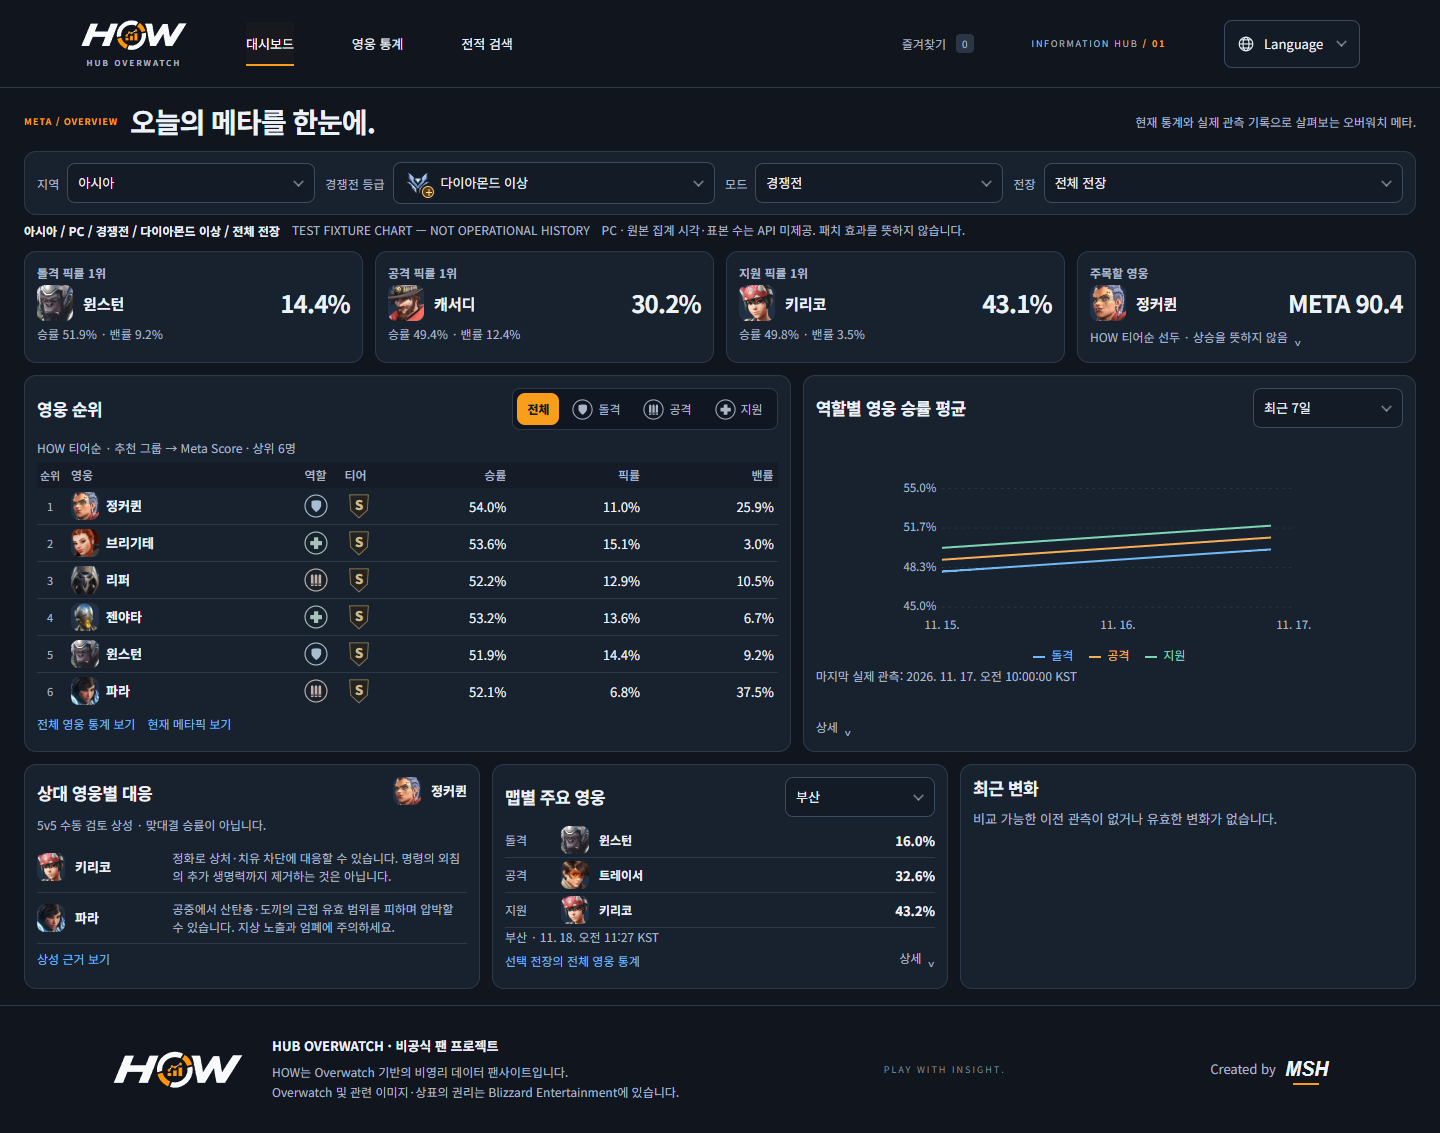 HOW
HUB OVERWATCH
대시보드
영웅 통계
전적 검색
즐겨찾기 0
INFORMATION HUB / 01
Language
META / OVERVIEW
오늘의 메타를 한눈에.
현재 통계와 실제 관측 기록으로 살펴보는 오버워치 메타.
지역 아시아
경쟁전 등급 다이아몬드 이상
모드 경쟁전
전장 전체 전장
아시아 / PC / 경쟁전 / 다이아몬드 이상 / 전체 전장 TEST FIXTURE CHART — NOT OPERATIONAL HISTORY PC · 원본 집계 시각·표본 수는 API 미제공. 패치 효과를 뜻하지 않습니다.
돌격 픽률 1위
윈스턴 14.4%
승률 51.9% · 밴률 9.2%
공격 픽률 1위
캐서디 30.2%
승률 49.4% · 밴률 12.4%
지원 픽률 1위
키리코 43.1%
승률 49.8% · 밴률 3.5%
주목할 영웅
정커퀸 META 90.4
HOW 티어순 선두 · 상승을 뜻하지 않음
영웅 순위
전체 돌격 공격 지원
HOW 티어순 · 추천 그룹 → Meta Score · 상위 6명
순위 영웅 역할 티어 승률 픽률 밴률
1 정커퀸 S 54.0% 11.0% 25.9%
2 브리기테 S 53.6% 15.1% 3.0%
3 리퍼 S 52.2% 12.9% 10.5%
4 젠야타 S 53.2% 13.6% 6.7%
5 윈스턴 S 51.9% 14.4% 9.2%
6 파라 S 52.1% 6.8% 37.5%
전체 영웅 통계 보기 현재 메타픽 보기
역할별 영웅 승률 평균
최근 7일
55.0%
51.7%
48.3%
45.0%
11. 15. 11. 16. 11. 17.
돌격 공격 지원
마지막 실제 관측: 2026. 11. 17. 오전 10:00:00 KST
상세
상대 영웅별 대응
정커퀸
5v5 수동 검토 상성 · 맞대결 승률이 아닙니다.
키리코
정화로 상처·치유 차단에 대응할 수 있습니다. 명령의 외침
의 추가 생명력까지 제거하는 것은 아닙니다.
파라
공중에서 산탄총·도끼의 근접 유효 범위를 피하며 압박할
수 있습니다. 지상 노출과 엄폐에 주의하세요.
상성 근거 보기
맵별 주요 영웅
부산
돌격 윈스턴 16.0%
공격 트레이서 32.6%
지원 키리코 43.2%
부산 · 11. 18. 오전 11:27 KST
선택 전장의 전체 영웅 통계
상세
최근 변화
비교 가능한 이전 관측이 없거나 유효한 변화가 없습니다.
HOW
HUB OVERWATCH · 비공식 팬 프로젝트
HOW는 Overwatch 기반의 비영리 데이터 팬사이트입니다.
Overwatch 및 관련 이미지·상표의 권리는 Blizzard Entertainment에 있습니다.
PLAY WITH INSIGHT.
Created by MSH